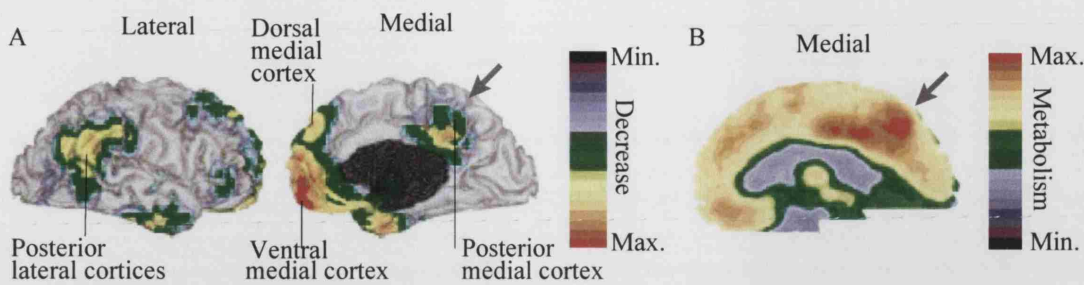 A
Lateral
Medial
Dorsal
medial
cortex
Posterior
lateral cortices
Ventral
medial cortex
Posterior
medial cortex
Min.
Decrease
Max.
B
Medial
Max.
Metabolism
Min.